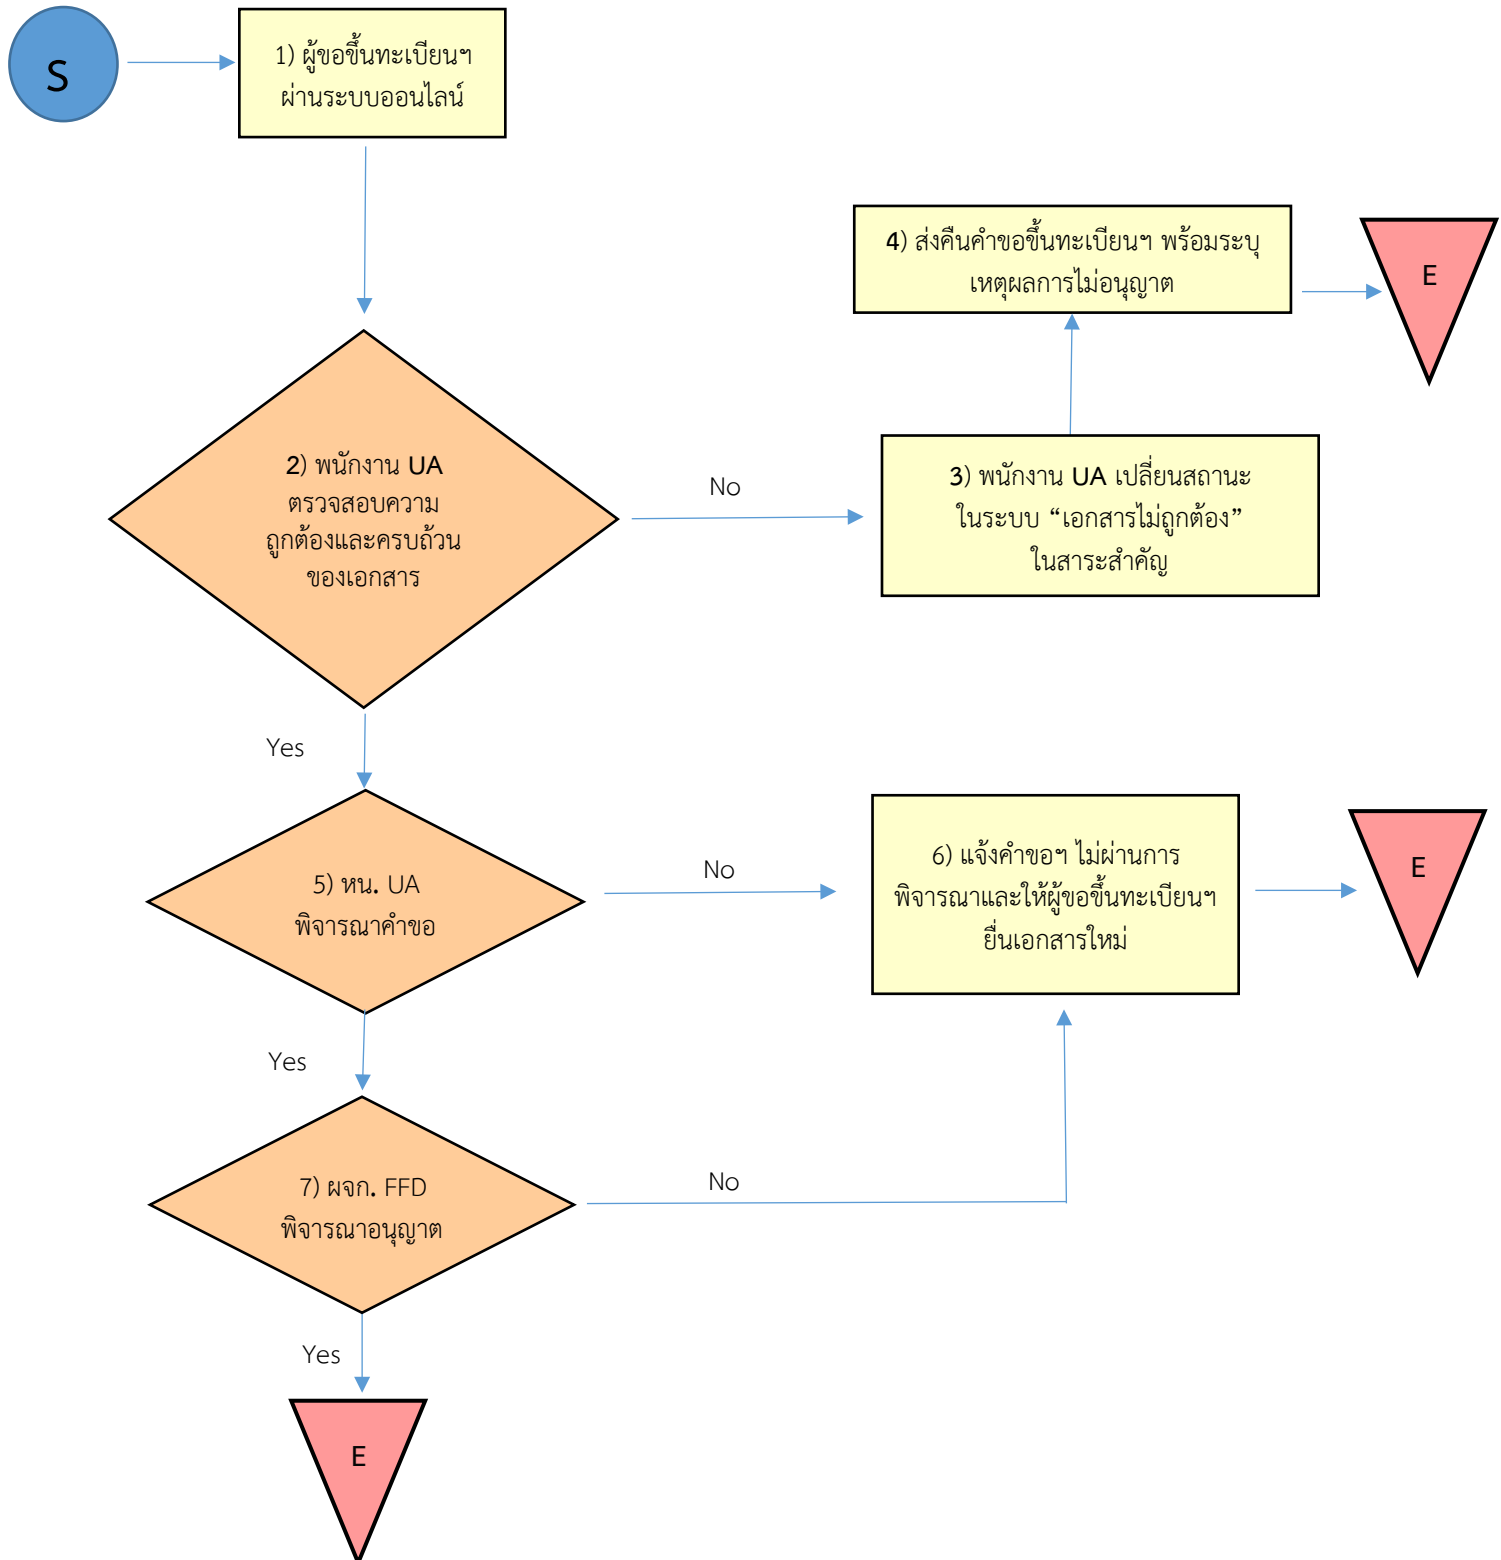 S
1) ผู้ขอขึ้นทะเบียนฯ
ผ่านระบบออนไลน์
4) ส่งคืนคำขอขึ้นทะเบียนฯ พร้อมระบุ
เหตุผลการไม่อนุญาต
E
2) พนักงาน UA
ตรวจสอบความ
ถูกต้องและครบถ้วน
ของเอกสาร
No
3) พนักงาน UA เปลี่ยนสถานะ
ในระบบ “เอกสารไม่ถูกต้อง”
ในสาระสำคัญ
Yes
5) หน. UA
พิจารณาคำขอ
No
6) แจ้งคำขอฯ ไม่ผ่านการ
พิจารณาและให้ผู้ขอขึ้นทะเบียนฯ
ยื่นเอกสารใหม่
E
Yes
7) ผจก. FFD
พิจารณาอนุญาต
No
Yes
E